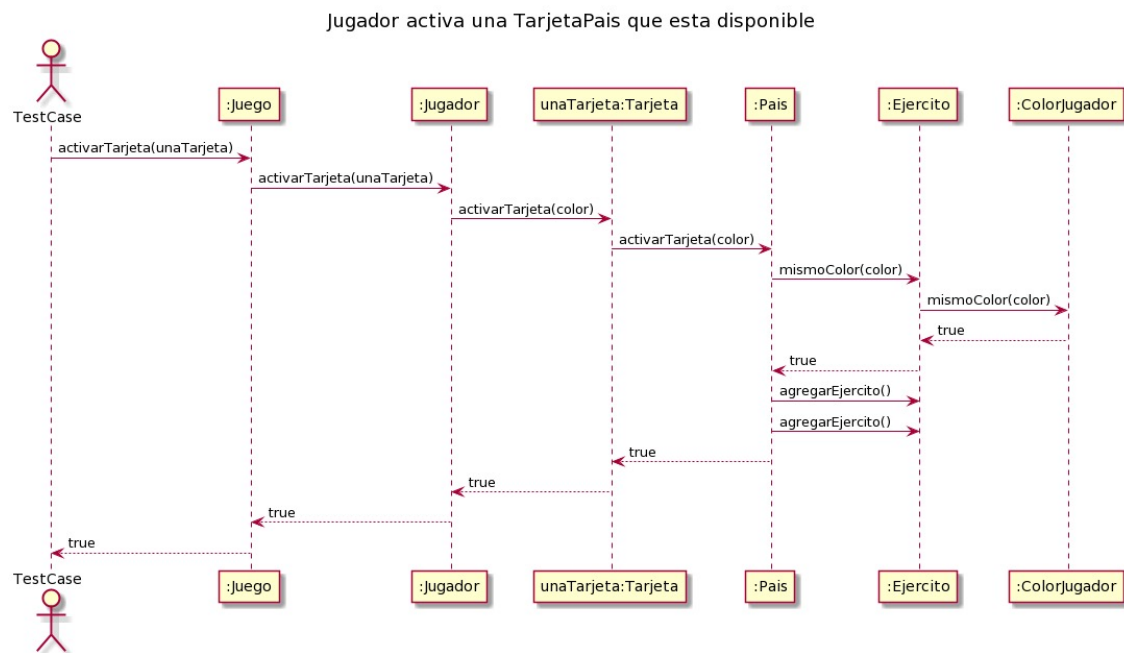 Jugador activa una TarjetaPais que esta disponible
TestCase
:Juego
:Jugador
unaTarjeta:Tarjeta
:Pais
:Ejercito
:ColorJugador
activarTarjeta(unaTarjeta)
activarTarjeta(unaTarjeta)
activarTarjeta(color)
activarTarjeta(color)
mismoColor(color)
mismoColor(color)
true
true
agregarEjercito()
agregarEjercito()
true
true
true
true
TestCase
:Juego
:Jugador
unaTarjeta:Tarjeta
:Pais
:Ejercito
:ColorJugador